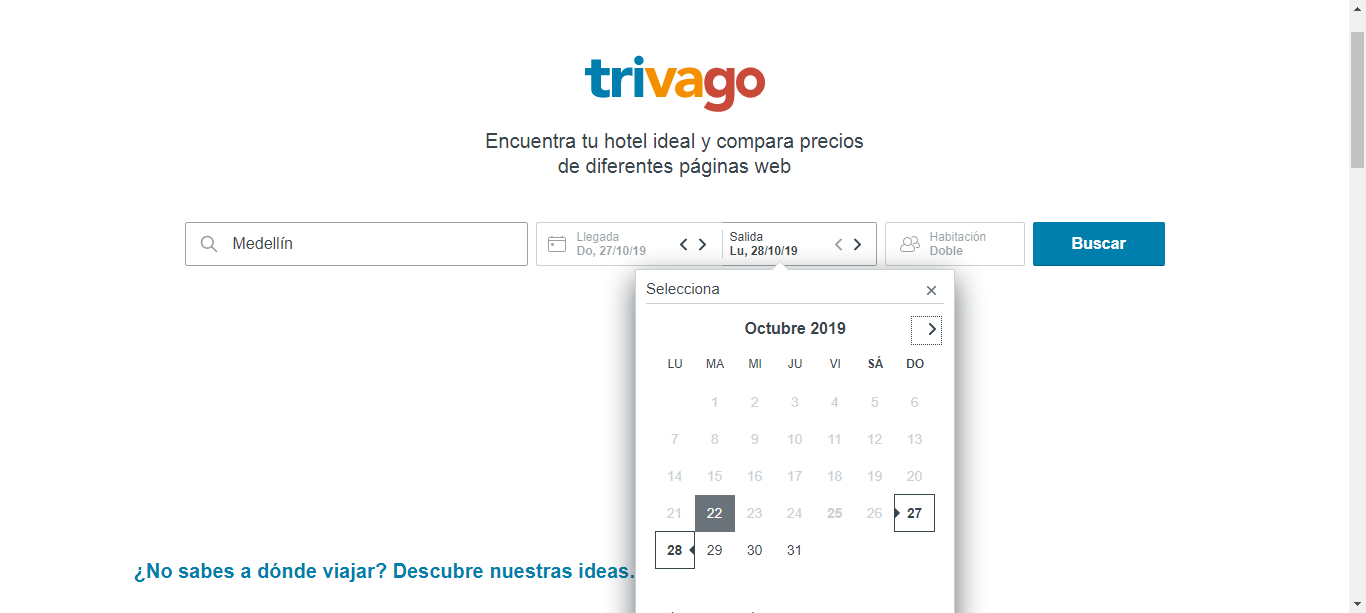 trivago
Encuentra tu hotel ideal y compara precios
de diferentes páginas web
Medellín
Llegada
Do, 27/10/19
Salida
Lu, 28/10/19
Habitación
Doble
Buscar
Selecciona
Octubre 2019
LU MA MI JU VI SÁ DO
1 2 3 4 5 6
7 8 9 10 11 12 13
14 15 16 17 18 19 20
21 22 23 24 25 26 27
28 29 30 31
¿No sabes a dónde viajar? Descubre nuestras ideas.